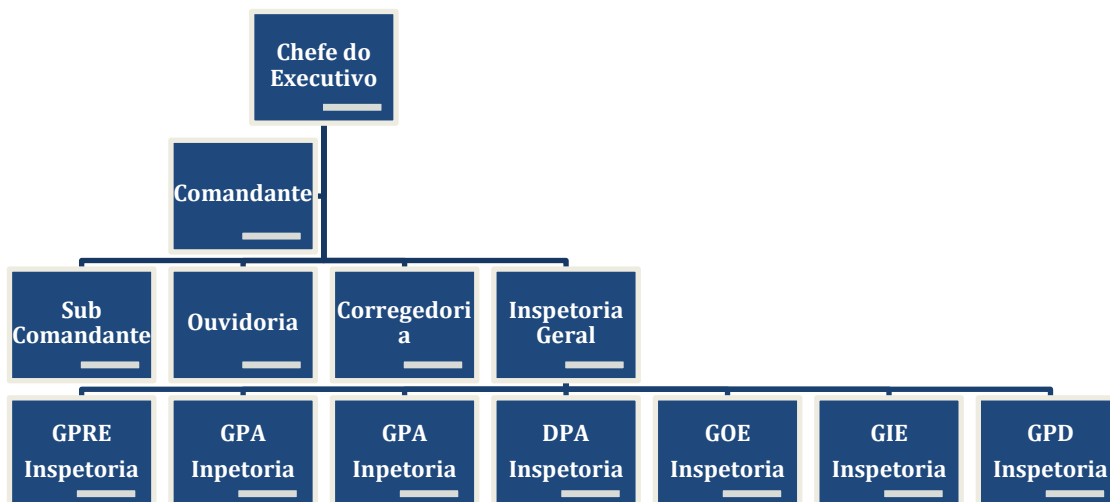 Chefe do
Executivo
Comandante
Sub
Comandante
Ouvidoria
Corregedori
a
Inspetoria
Geral
GPRE
Inspetoria
GPA
Inpetoria
GPA
Inpetoria
DPA
Inspetoria
GOE
Inspetoria
GIE
Inspetoria
GPD
Inspetoria